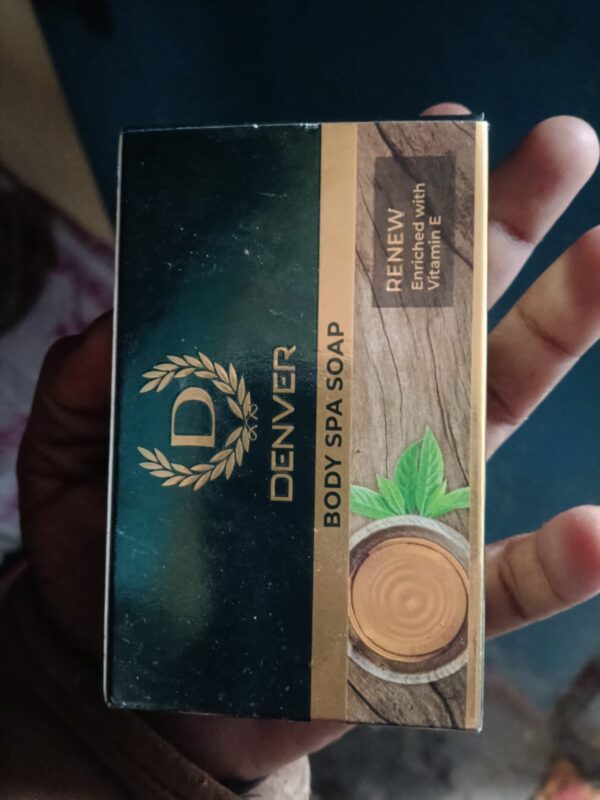 D
DENVER
BODY SPA SOAP
RENEW
Enriched with
Vitamin E